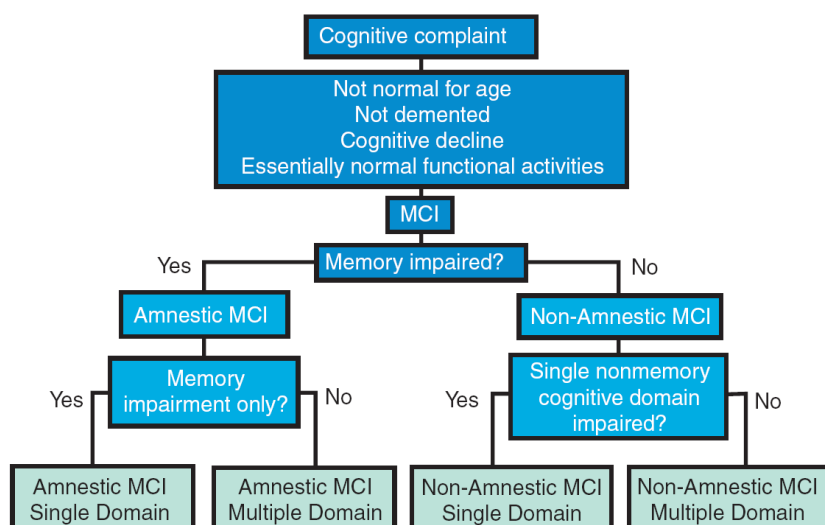 Cognitive complaint
Not normal for age
Not demented
Cognitive decline
Essentially normal functional activities
MCI
Memory impaired?
Yes
No
Amnestic MCI
Non-Amnestic MCI
Memory
impairment only?
Yes
No
Single nonmemory
cognitive domain
impaired?
Yes
No
Amnestic MCI
Single Domain
Amnestic MCI
Multiple Domain
Non-Amnestic MCI
Single Domain
Non-Amnestic MCI
Multiple Domain